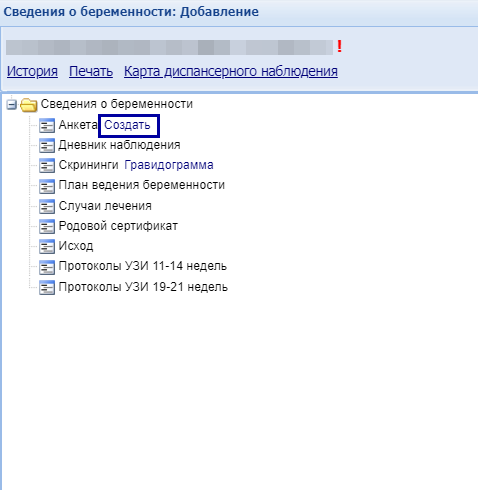 Сведения о беременности: Добавление
!
История Печать Карта диспансерного наблюдения
Сведения о беременности
Анкета Создать
Дневник наблюдения
Скрининги Гравидограмма
План ведения беременности
Случаи лечения
Родовой сертификат
Исход
Протоколы УЗИ 11-14 недель
Протоколы УЗИ 19-21 недель